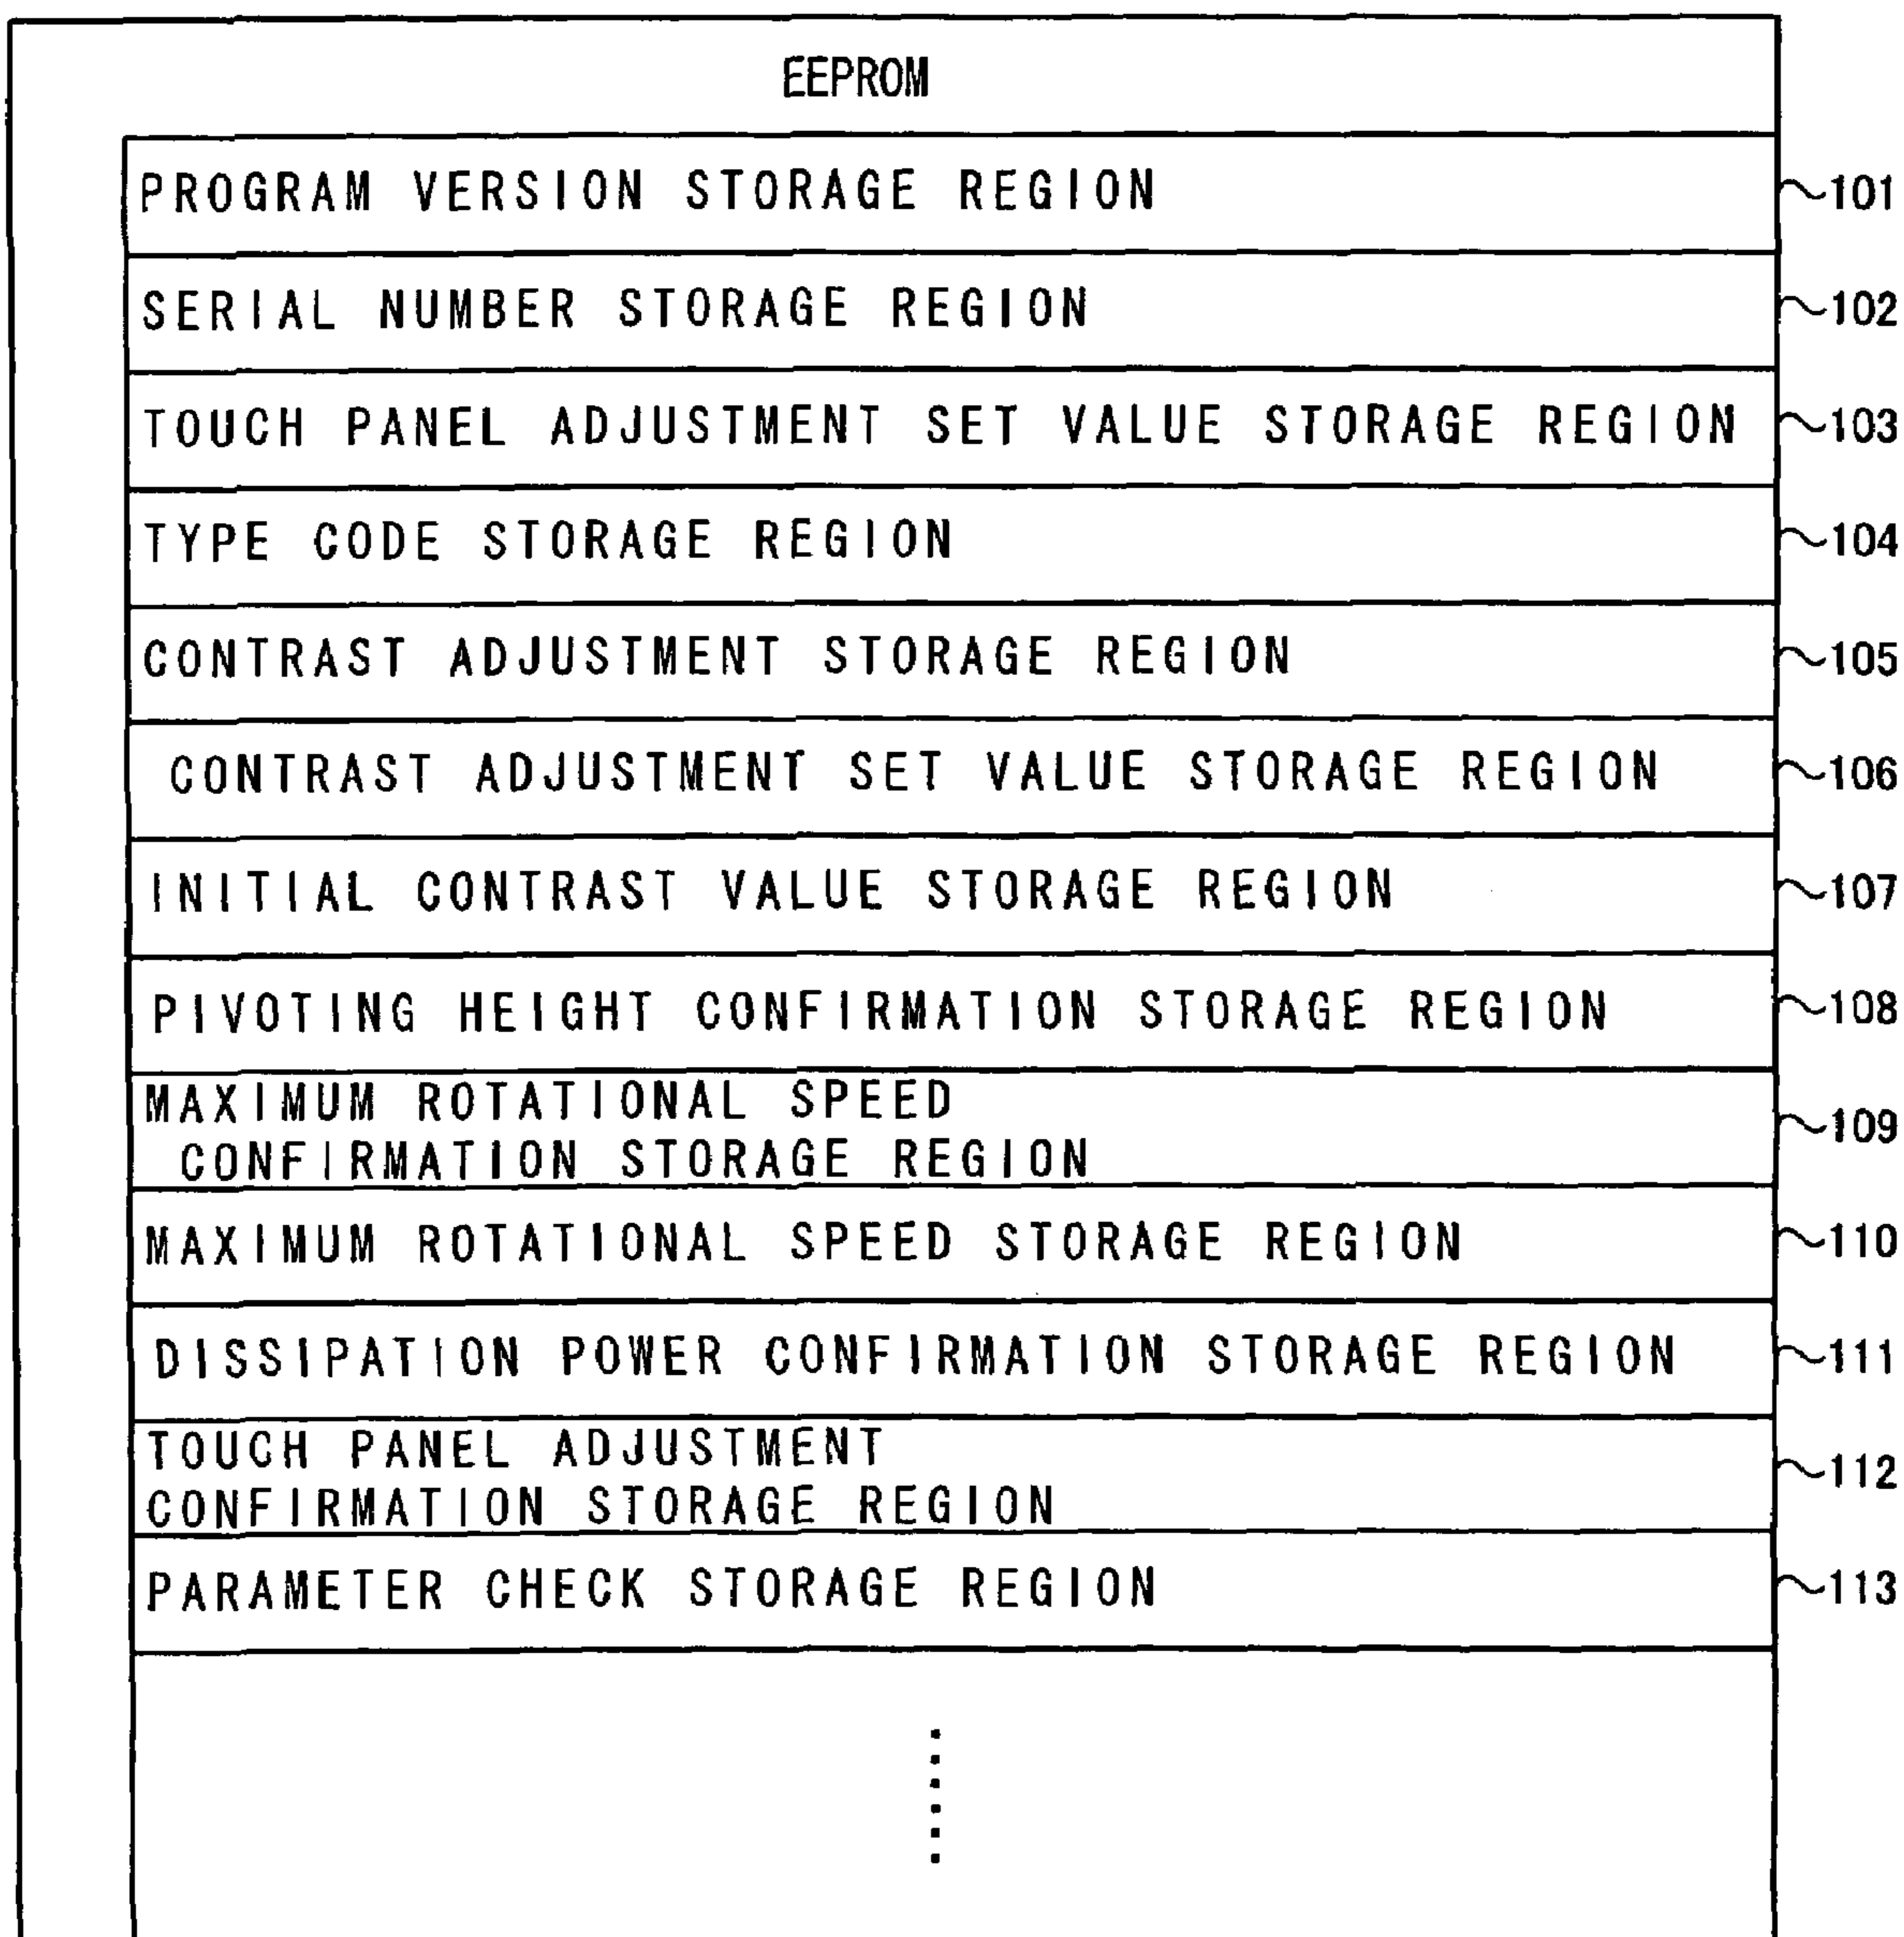 EEPROM
PROGRAM VERSION STORAGE REGION
101
SERIAL NUMBER STORAGE REGION
102
TOUCH PANEL ADJUSTMENT SET VALUE STORAGE REGION
103
TYPE CODE STORAGE REGION
104
CONTRAST ADJUSTMENT STORAGE REGION
105
CONTRAST ADJUSTMENT SET VALUE STORAGE REGION
106
INITIAL CONTRAST VALUE STORAGE REGION
107
PIVOTING HEIGHT CONFIRMATION STORAGE REGION
108
MAXIMUM ROTATIONAL SPEED
CONFIRMATION STORAGE REGION
109
MAXIMUM ROTATIONAL SPEED STORAGE REGION
110
DISSIPATION POWER CONFIRMATION STORAGE REGION
111
TOUCH PANEL ADJUSTMENT
CONFIRMATION STORAGE REGION
112
PARAMETER CHECK STORAGE REGION
113